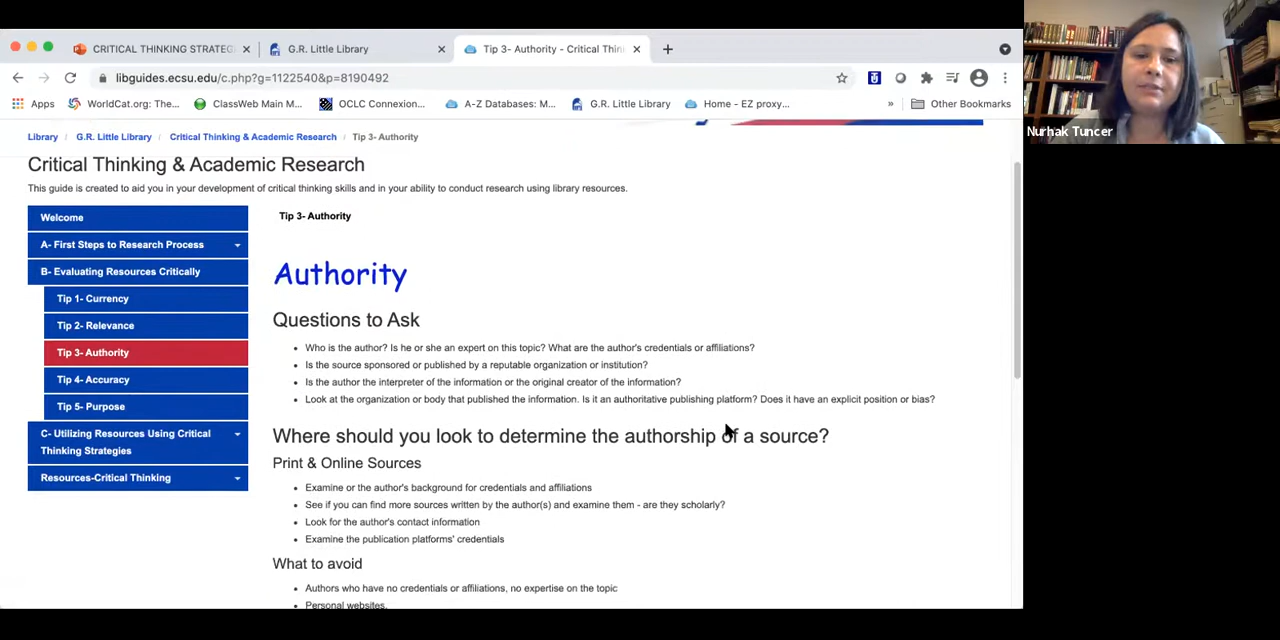 CRITICAL THINKING STRATEG
G.R. Little Library
Tip 3- Authority - Critical Thin
libguides.ecsu.edu/c.php?g=1122540&p=8190492
Apps
WorldCat.org: The...
ClassWeb Main M...
OCLC Connexion...
A-Z Databases: M...
G.R. Little Library
Home - EZ proxy...
»
Other Bookmarks
Nurhak Tuncer
Library / G.R. Little Library / Critical Thinking & Academic Research / Tip 3-Authority
Critical Thinking & Academic Research
This guide is created to aid you in your development of critical thinking skills and in your ability to conduct research using library resources.
Welcome
A- First Steps to Research Process
B- Evaluating Resources Critically
Tip 1- Currency
Tip 2- Relevance
Tip 3- Authority
Tip 4- Accuracy
Tip 5- Purpose
C- Utilizing Resources Using Critical
Thinking Strategies
Resources-Critical Thinking
Tip 3- Authority
Authority
Questions to Ask
• Who is the author? Is he or she an expert on this topic? What are the author's credentials or affiliations?
• Is the source sponsored or published by a reputable organization or institution?
• Is the author the interpreter of the information or the original creator of the information?
• Look at the organization or body that published the information. Is it an authoritative publishing platform? Does it have an explicit position or bias?
Where should you look to determine the authorship of a source?
Print & Online Sources
• Examine or the author's background for credentials and affiliations
• See if you can find more sources written by the author(s) and examine them - are they scholarly?
• Look for the author's contact information
• Examine the publication platforms' credentials
What to avoid
• Authors who have no credentials or affiliations, no expertise on the topic
• Personal websites.